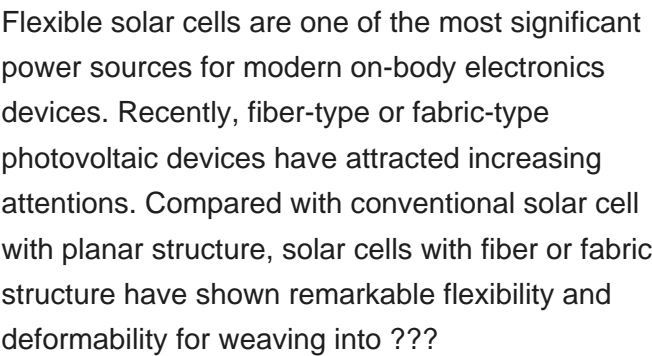 Flexible solar cells are one of the most significant
power sources for modern on-body electronics
devices. Recently, fiber-type or fabric-type
photovoltaic devices have attracted increasing
attentions. Compared with conventional solar cell
with planar structure, solar cells with fiber or fabric
structure have shown remarkable flexibility and
deformability for weaving into ???